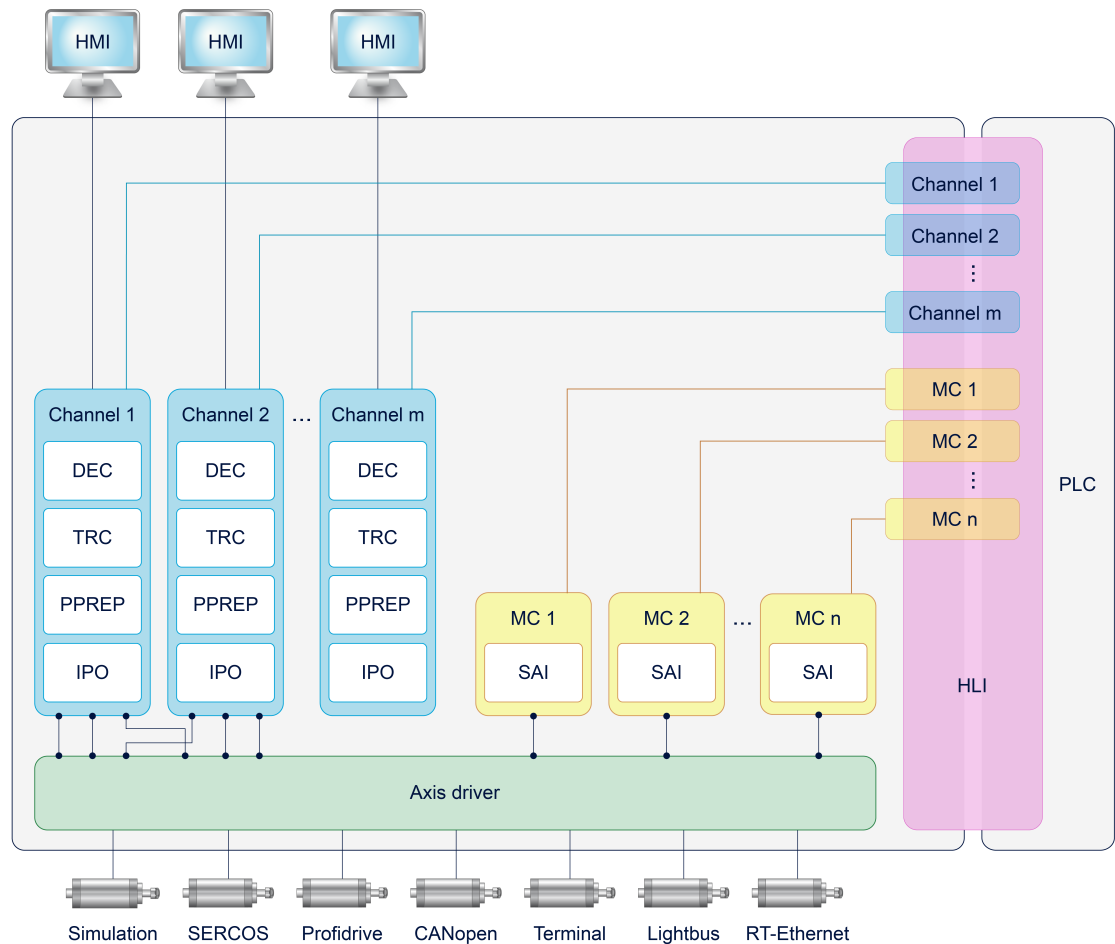 HMI
HMI
HMI
Channel 1
Channel 2
⋮
Channel m
MC 1
MC 2
⋮
MC n
PLC
HLI
Channel 1
DEC
TRC
PPREP
IPO
Channel 2
DEC
TRC
PPREP
IPO
...
Channel m
DEC
TRC
PPREP
IPO
MC 1
SAI
MC 2
SAI
...
MC n
SAI
Axis driver
Simulation
SERCOS
Profidrive
CANopen
Terminal
Lightbus
RT-Ethernet